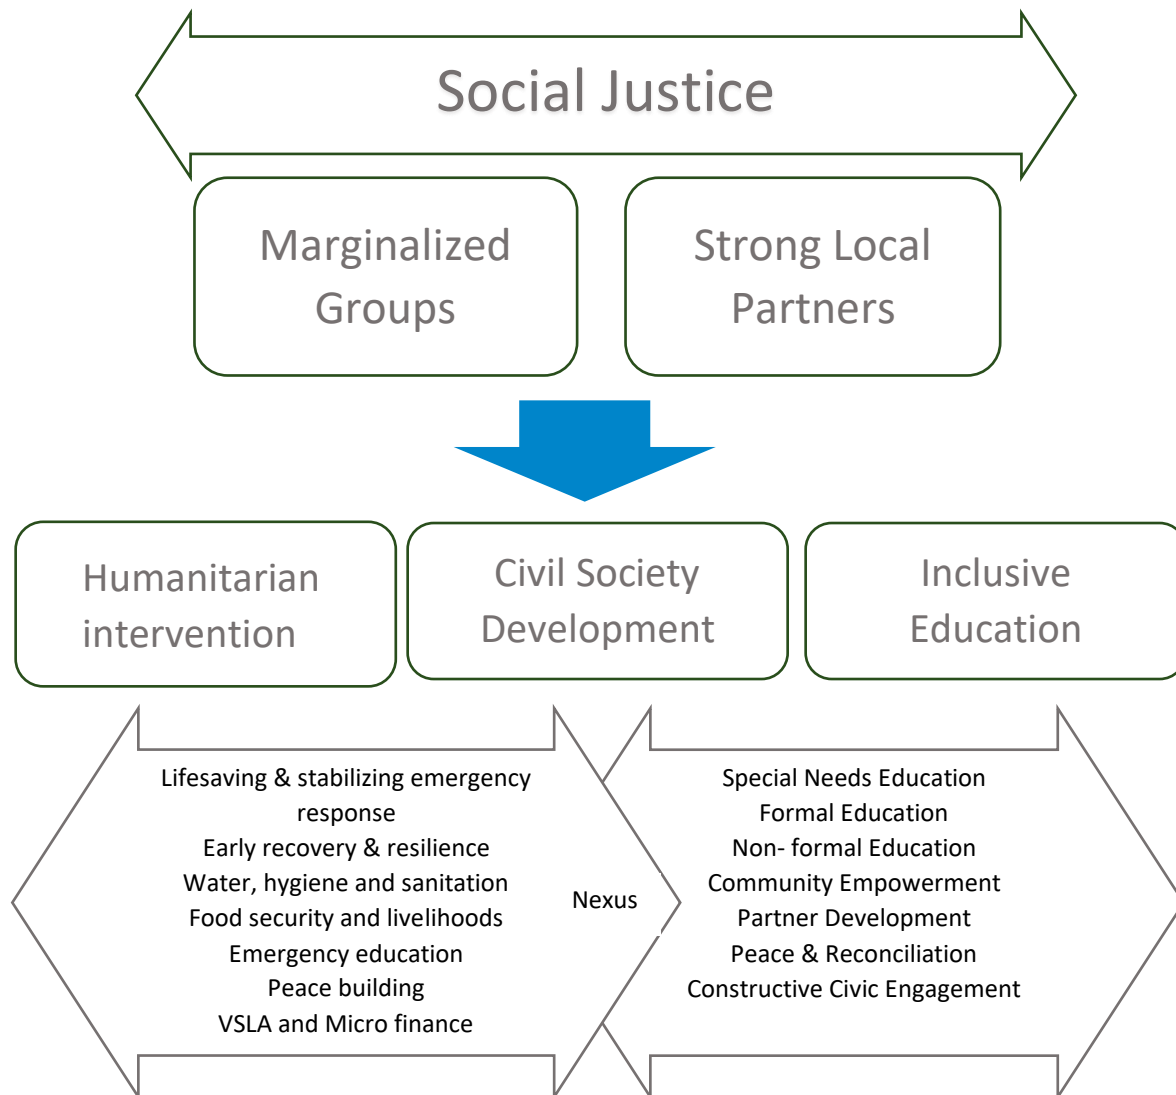 Social Justice
Marginalized
Groups
Strong Local
Partners
Humanitarian
intervention
Civil Society
Development
Inclusive
Education
Lifesaving & stabilizing emergency
response
Early recovery & resilience
Water, hygiene and sanitation
Food security and livelihoods
Emergency education
Peace building
VSLA and Micro finance
Nexus
Special Needs Education
Formal Education
Non- formal Education
Community Empowerment
Partner Development
Peace & Reconciliation
Constructive Civic Engagement